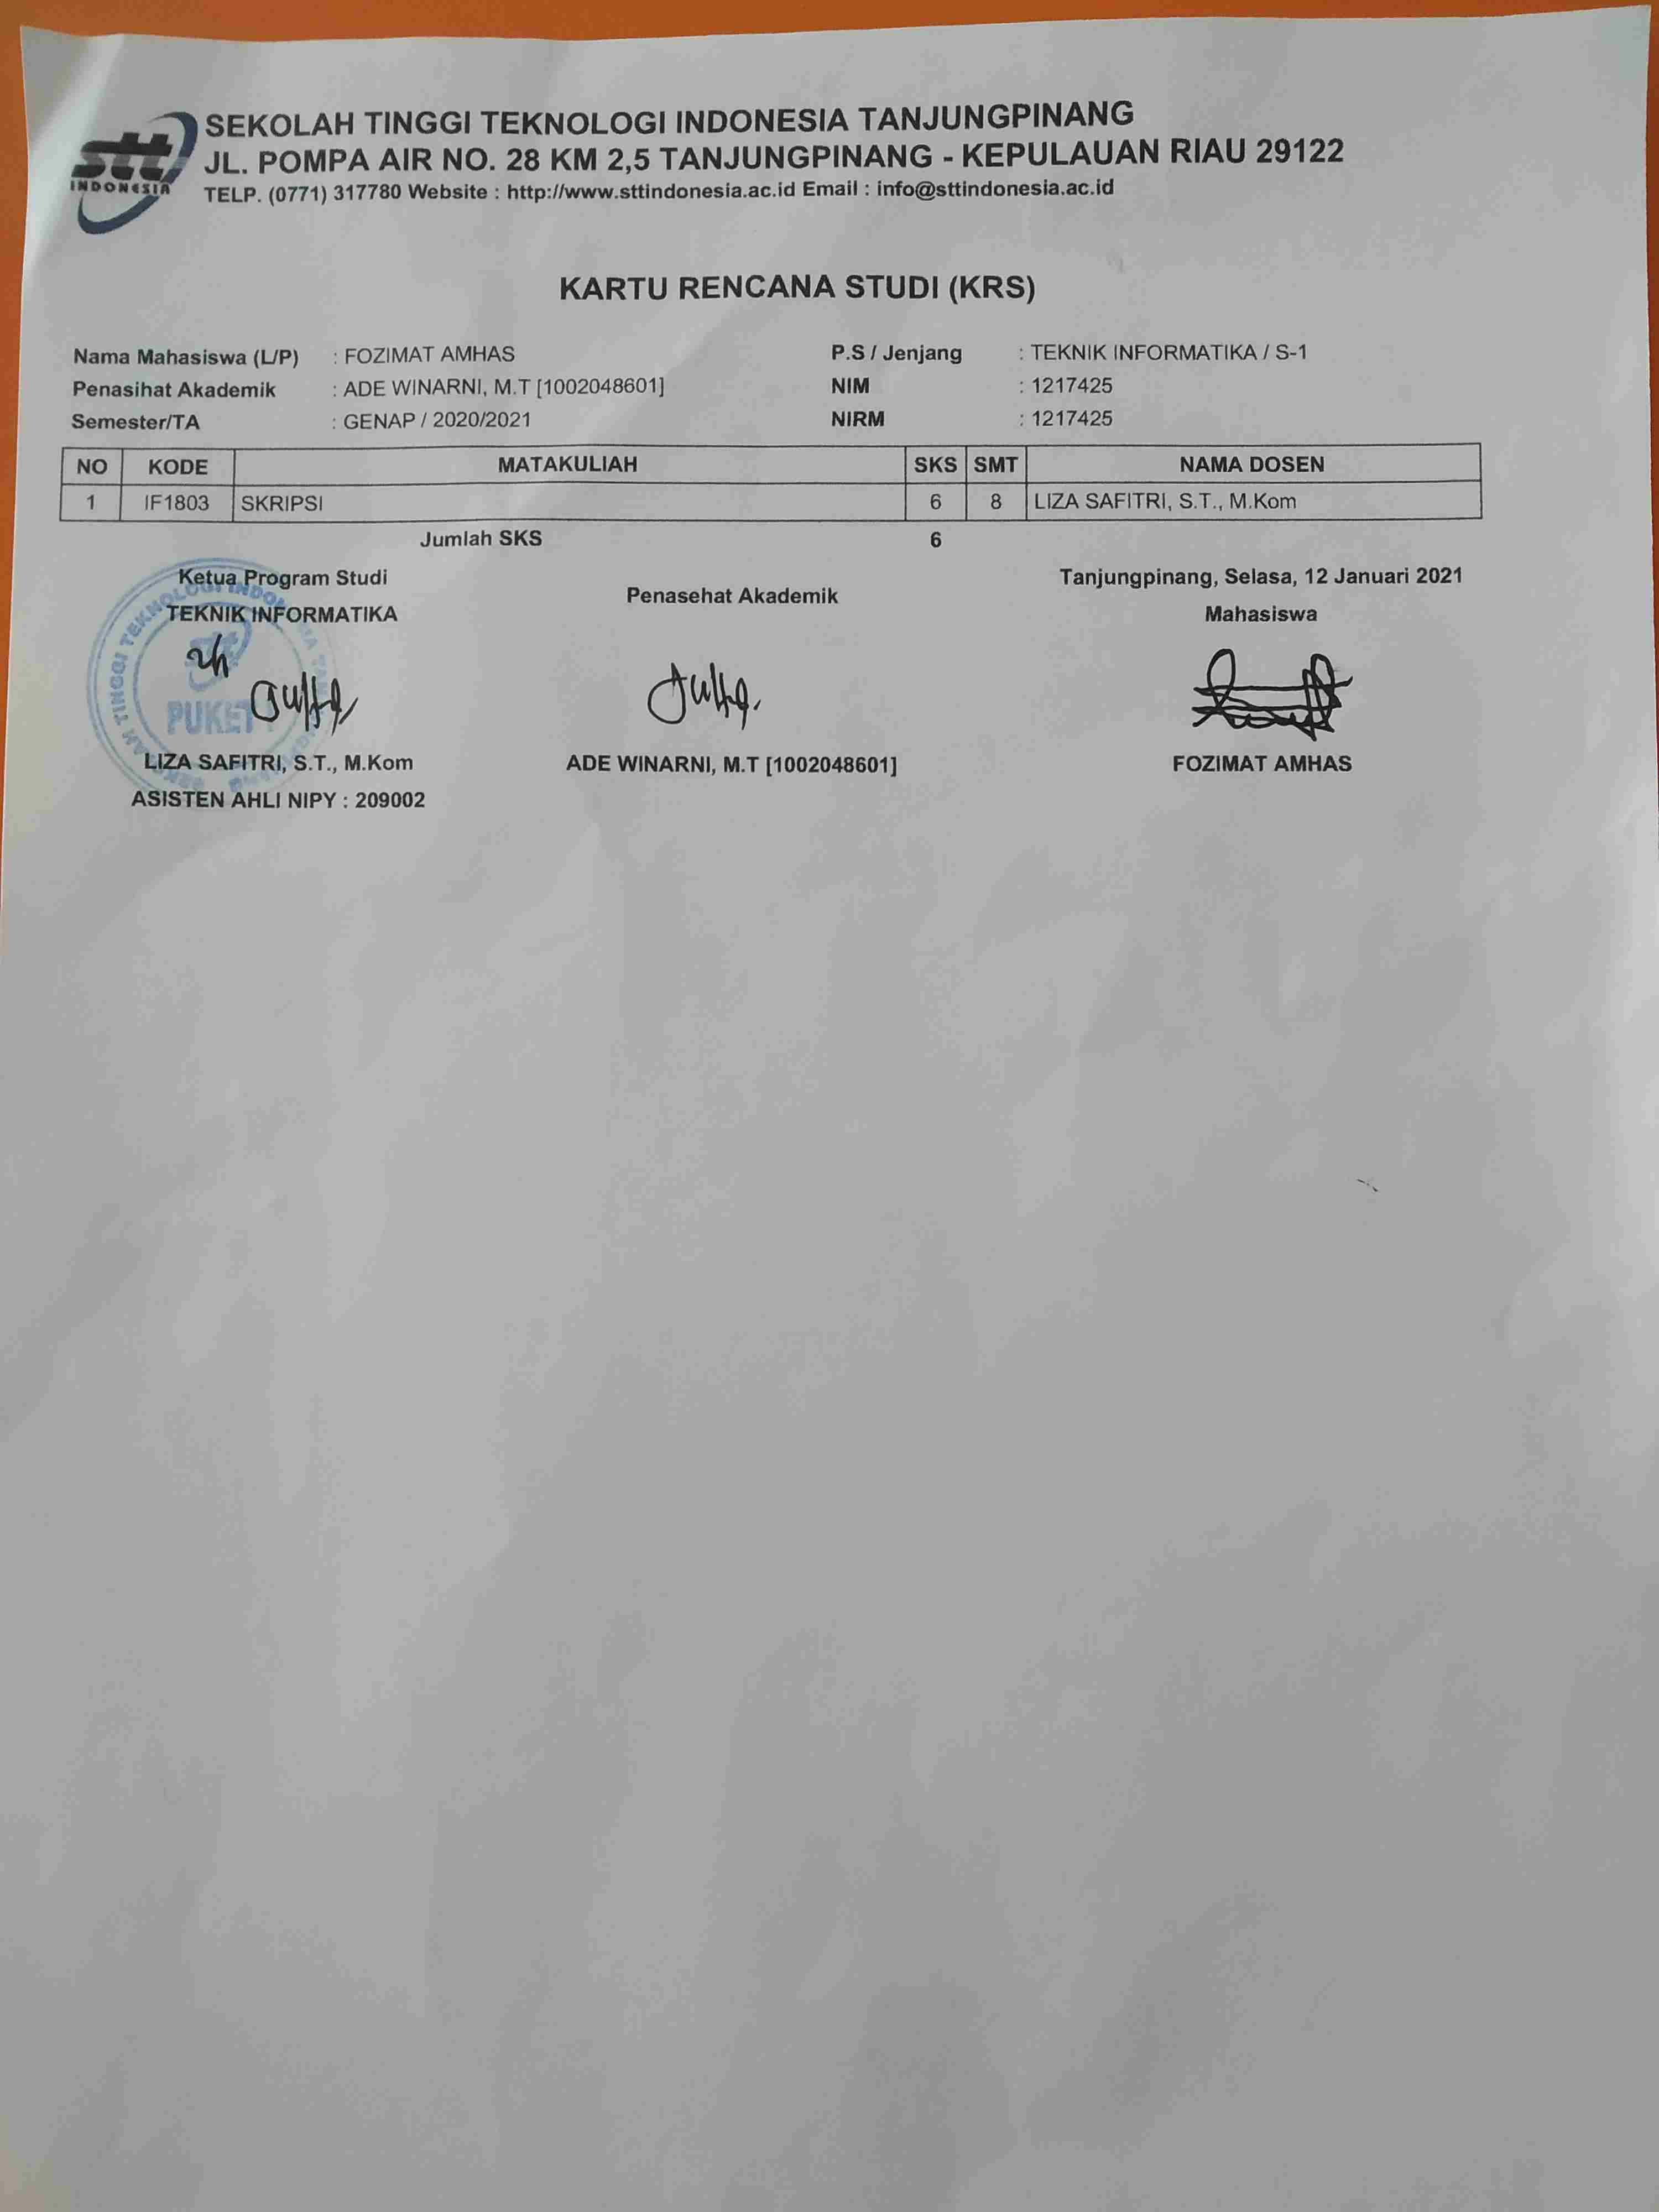 stti
INDONESIA
SEKOLAH TINGGI TEKNOLOGI INDONESIA TANJUNGPINANG
JL. POMPA AIR NO. 28 KM 2,5 TANJUNGPINANG - KEPULAUAN RIAU 29122
TELP. (0771) 317780 Website : http://www.sttindonesia.ac.id Email : info@sttindonesia.ac.id
KARTU RENCANA STUDI (KRS)
Nama Mahasiswa (L/P) : FOZIMAT AMHAS P.S / Jenjang : TEKNIK INFORMATIKA / S-1
Penasihat Akademik : ADE WINARNI, M.T [1002048601] NIM : 1217425
Semester/TA : GENAP / 2020/2021 NIRM : 1217425
NO KODE MATAKULIAH SKS SMT NAMA DOSEN
1 IF1803 SKRIPSI 6 8 LIZA SAFITRI, S.T., M.Kom
Jumlah SKS 6
Ketua Program Studi Tanjungpinang, Selasa, 12 Januari 2021
TEKNIK INFORMATIKA Penasehat Akademik Mahasiswa
TINGGI TEKNOLOGI INDO
PUKET
LIZA SAFITRI, S.T., M.Kom ADE WINARNI, M.T [1002048601] FOZIMAT AMHAS
ASISTEN AHLI NIPY : 209002